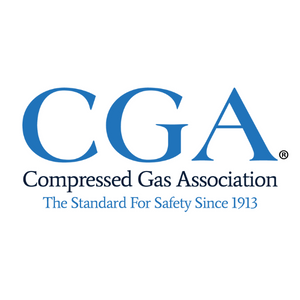 CGA®
Compressed Gas Association
The Standard For Safety Since 1913